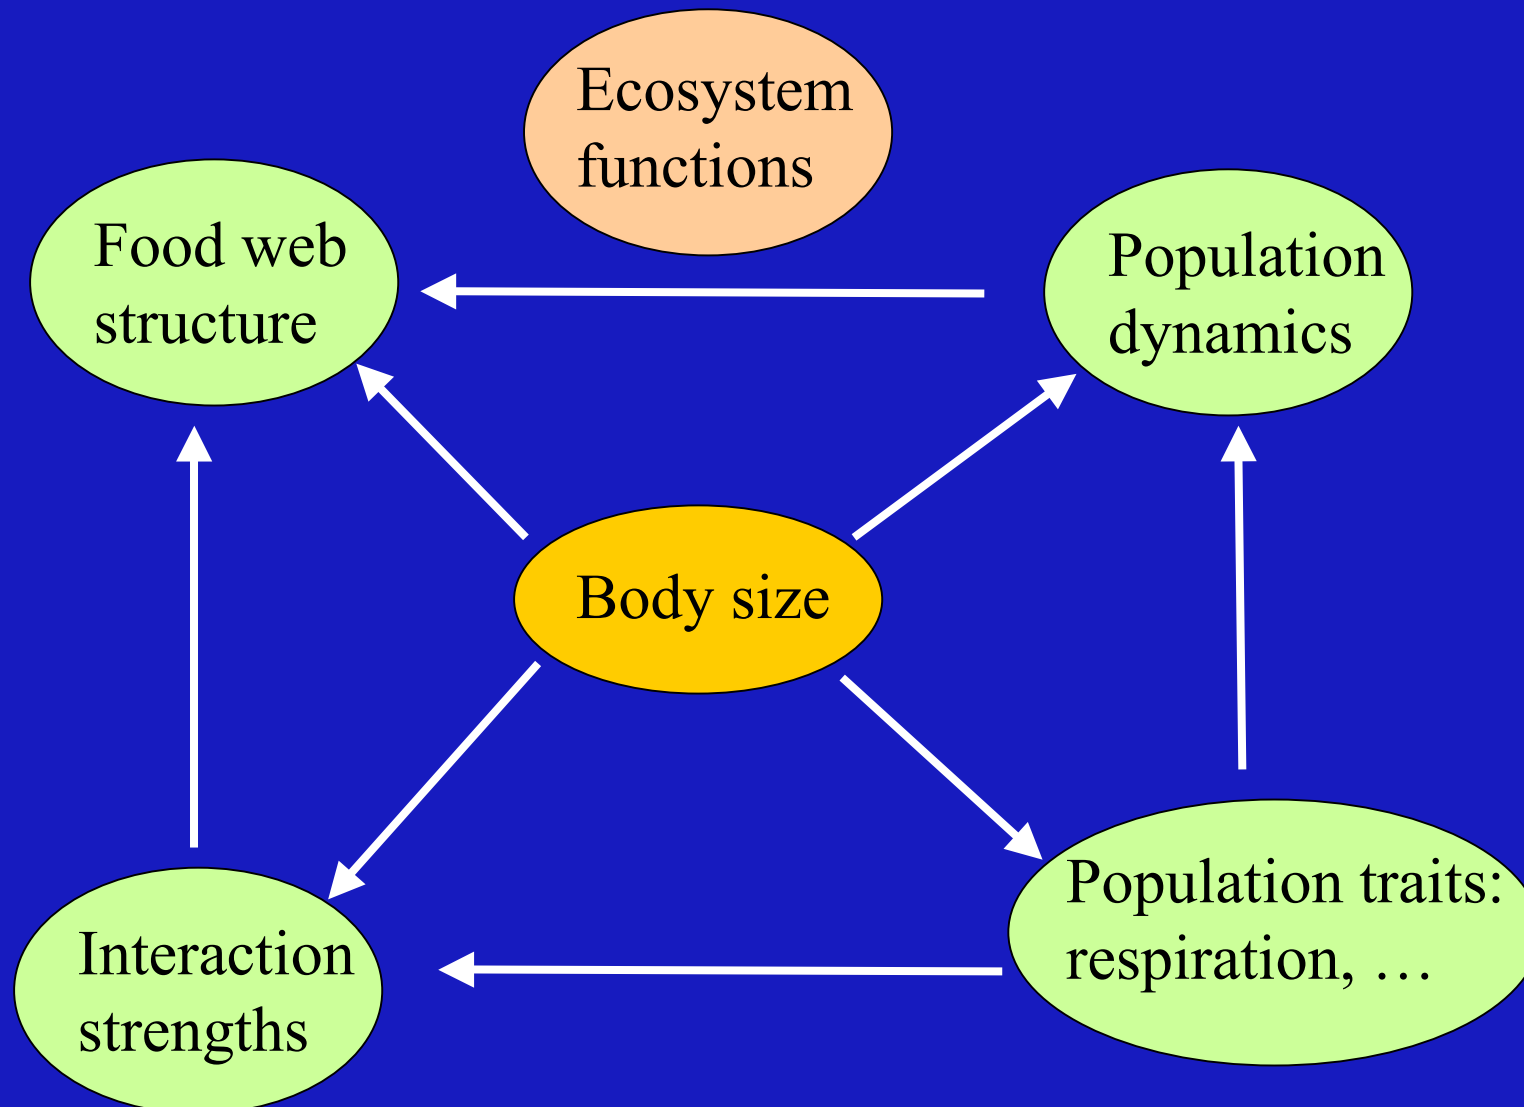 Ecosystem
functions
Food web
structure
Population
dynamics
Body size
Population traits:
respiration, …
Interaction
strengths